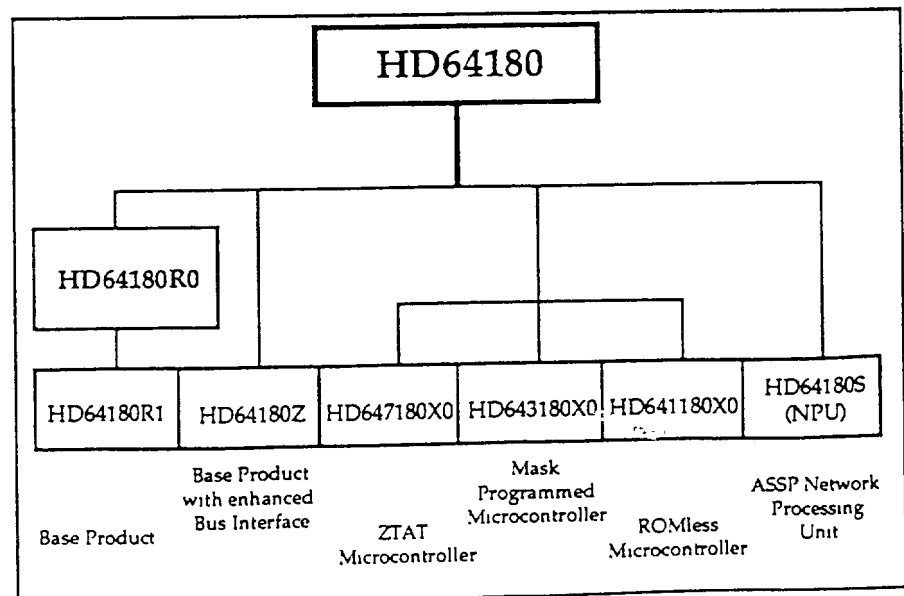 HD64180
HD64180R0
HD64180R1
HD64180Z
HD647180X0
HD643180X0
HD641180X0
HD64180S
(NPU)
Base Product
Base Product
with enhanced
Bus Interface
ZTAT
Microcontroller
Mask
Programmed
Microcontroller
ROMless
Microcontroller
ASSP Network
Processing
Unit